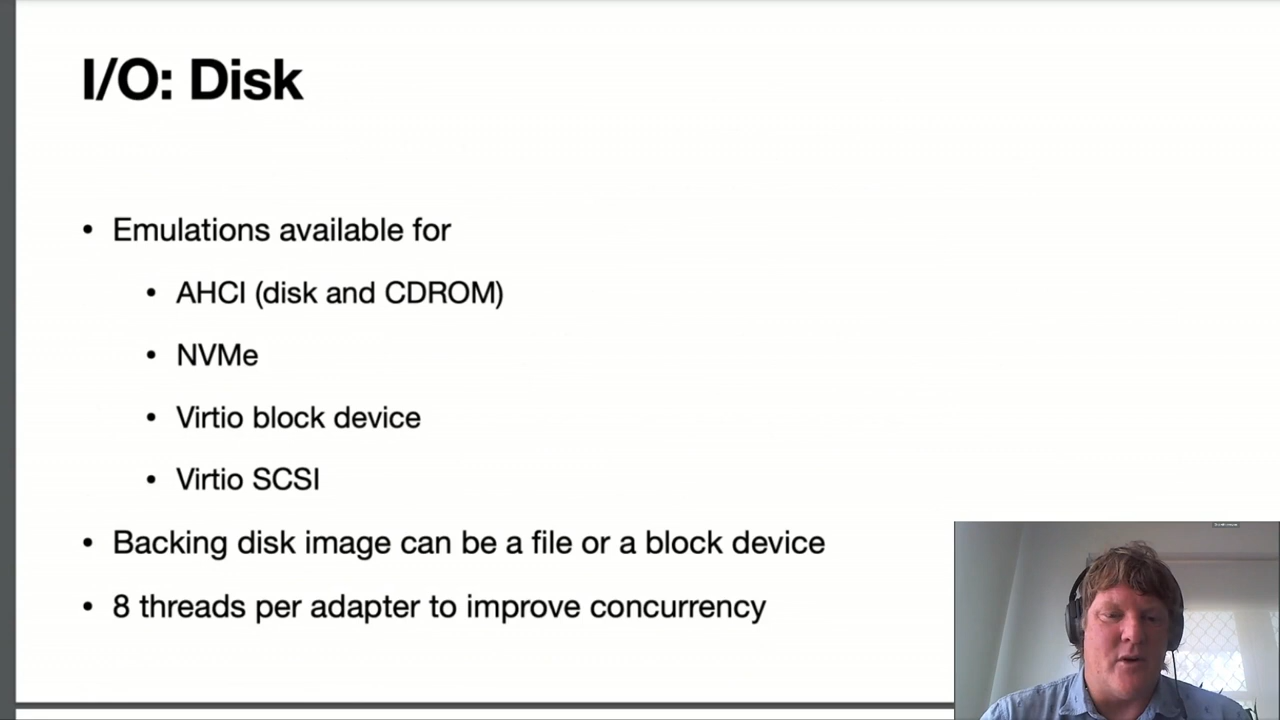 I/O: Disk
• Emulations available for
• AHCI (disk and CDROM)
• NVMe
• Virtio block device
• Virtio SCSI
• Backing disk image can be a file or a block device
• 8 threads per adapter to improve concurrency